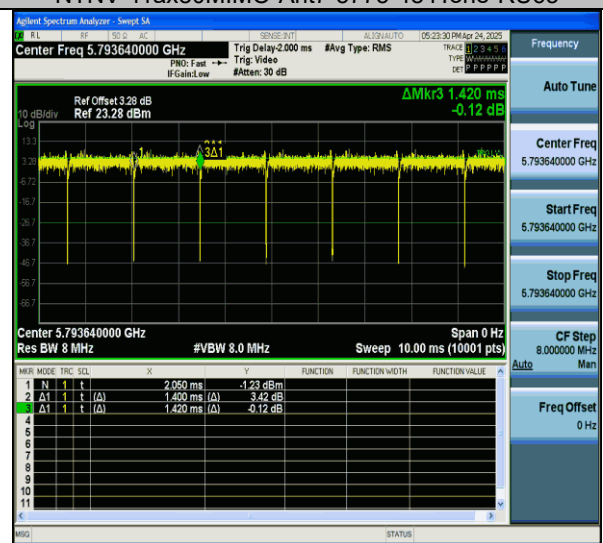 Agilent Spectrum Analyzer - Swept SA
RL RF 50 Ω AC SENSE:INT ALIGNAUTO 05:23:30 PM Apr 24, 2025
Center Freq 5.793640000 GHz
PNO: Fast
IFGain:Low
Trig Delay-2.000 ms
Trig: Video
#Atten: 30 dB
#Avg Type: RMS
TRACE 1 2 3 4 5 6
TYPE
DET P P P P P P
Ref Offset 3.28 dB
Ref 23.28 dBm
10 dB/div
Log
ΔMkr3 1.420 ms
-0.12 dB
13.3
3.28
-6.72
-16.7
-26.7
-36.7
-46.7
-56.7
-66.7
1
3Δ1
Center 5.793640000 GHz Span 0 Hz
Res BW 8 MHz #VBW 8.0 MHz Sweep 10.00 ms (10001 pts)
MKR MODE TRC SCL X Y FUNCTION FUNCTION WIDTH FUNCTION VALUE
1 N 1 t 2.050 ms -1.23 dBm
2 Δ1 1 t (Δ) 1.400 ms (Δ) 3.42 dB
3 Δ1 1 t (Δ) 1.420 ms (Δ) -0.12 dB
4
5
6
7
8
9
10
11
MSG STATUS
Frequency
Auto Tune
Center Freq
5.793640000 GHz
Start Freq
5.793640000 GHz
Stop Freq
5.793640000 GHz
CF Step
8.000000 MHz
Auto Man
Freq Offset
0 Hz